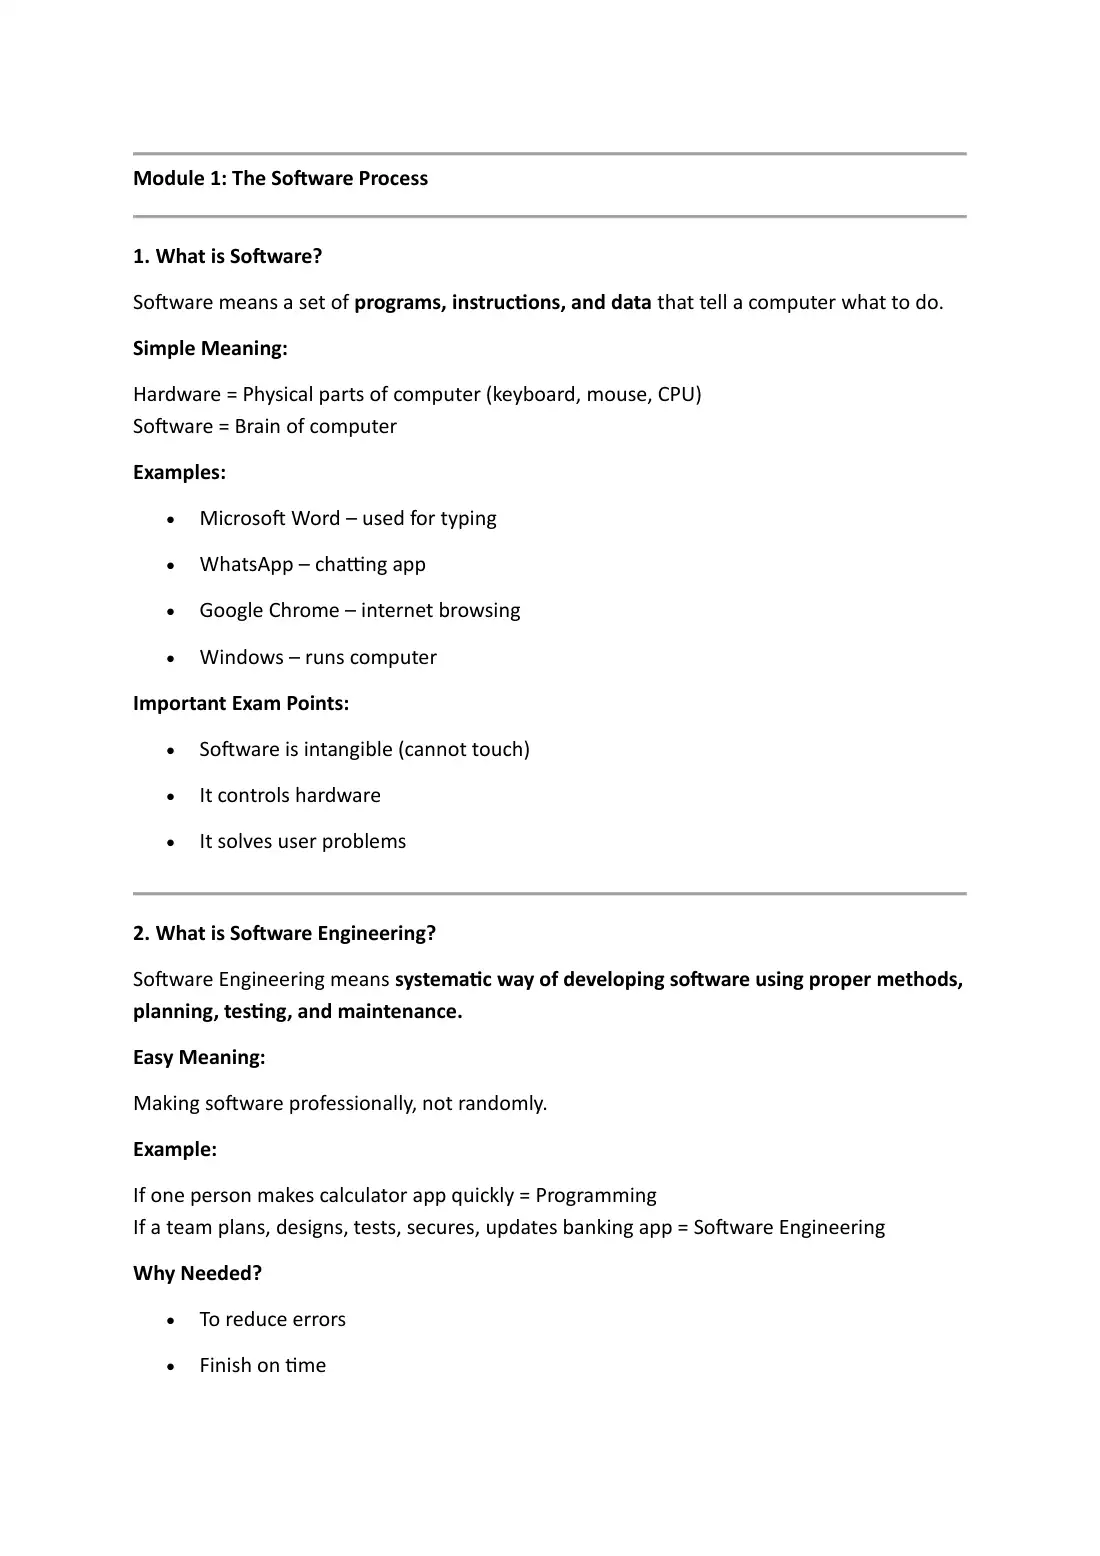 Module 1: The Software Process
1. What is Software?
Software means a set of programs, instructions, and data that tell a computer what to do.
Simple Meaning:
Hardware = Physical parts of computer (keyboard, mouse, CPU)
Software = Brain of computer
Examples:
• Microsoft Word – used for typing
• WhatsApp – chatting app
• Google Chrome – internet browsing
• Windows – runs computer
Important Exam Points:
• Software is intangible (cannot touch)
• It controls hardware
• It solves user problems
2. What is Software Engineering?
Software Engineering means systematic way of developing software using proper methods,
planning, testing, and maintenance.
Easy Meaning:
Making software professionally, not randomly.
Example:
If one person makes calculator app quickly = Programming
If a team plans, designs, tests, secures, updates banking app = Software Engineering
Why Needed?
• To reduce errors
• Finish on time